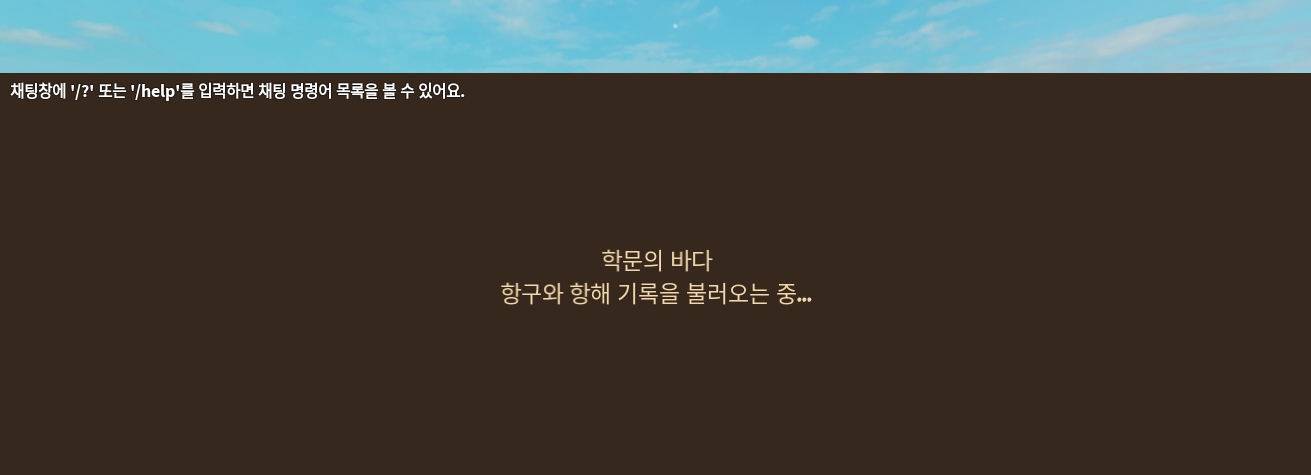 채팅창에 '/?' 또는 '/help'를 입력하면 채팅 명령어 목록을 볼 수 있어요.
학문의 바다
항구와 항해 기록을 불러오는 중...